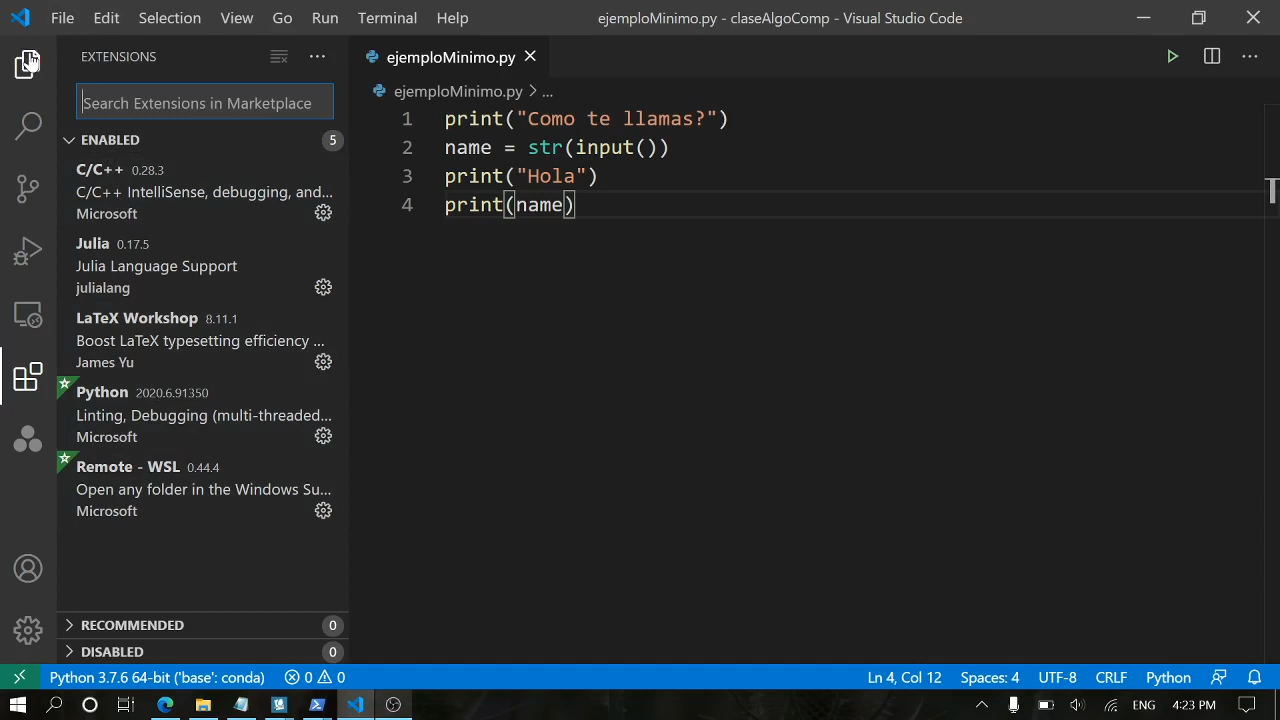 File Edit Selection View Go Run Terminal Help ejemploMinimo.py - claseAlgoComp - Visual Studio Code
EXTENSIONS
Search Extensions in Marketplace
ENABLED 5
C/C++ 0.28.3
C/C++ IntelliSense, debugging, and...
Microsoft
Julia 0.17.5
Julia Language Support
julialang
LaTeX Workshop 8.11.1
Boost LaTeX typesetting efficiency ...
James Yu
Python 2020.6.91350
Linting, Debugging (multi-threaded...
Microsoft
Remote - WSL 0.44.4
Open any folder in the Windows Su...
Microsoft
RECOMMENDED 0
DISABLED 0
ejemploMinimo.py
ejemploMinimo.py > ...
1 print("Como te llamas?")
2 name = str(input())
3 print("Hola")
4 print(name)
Python 3.7.6 64-bit ('base': conda) 0 0 Ln 4, Col 12 Spaces: 4 UTF-8 CRLF Python
ENG 4:23 PM